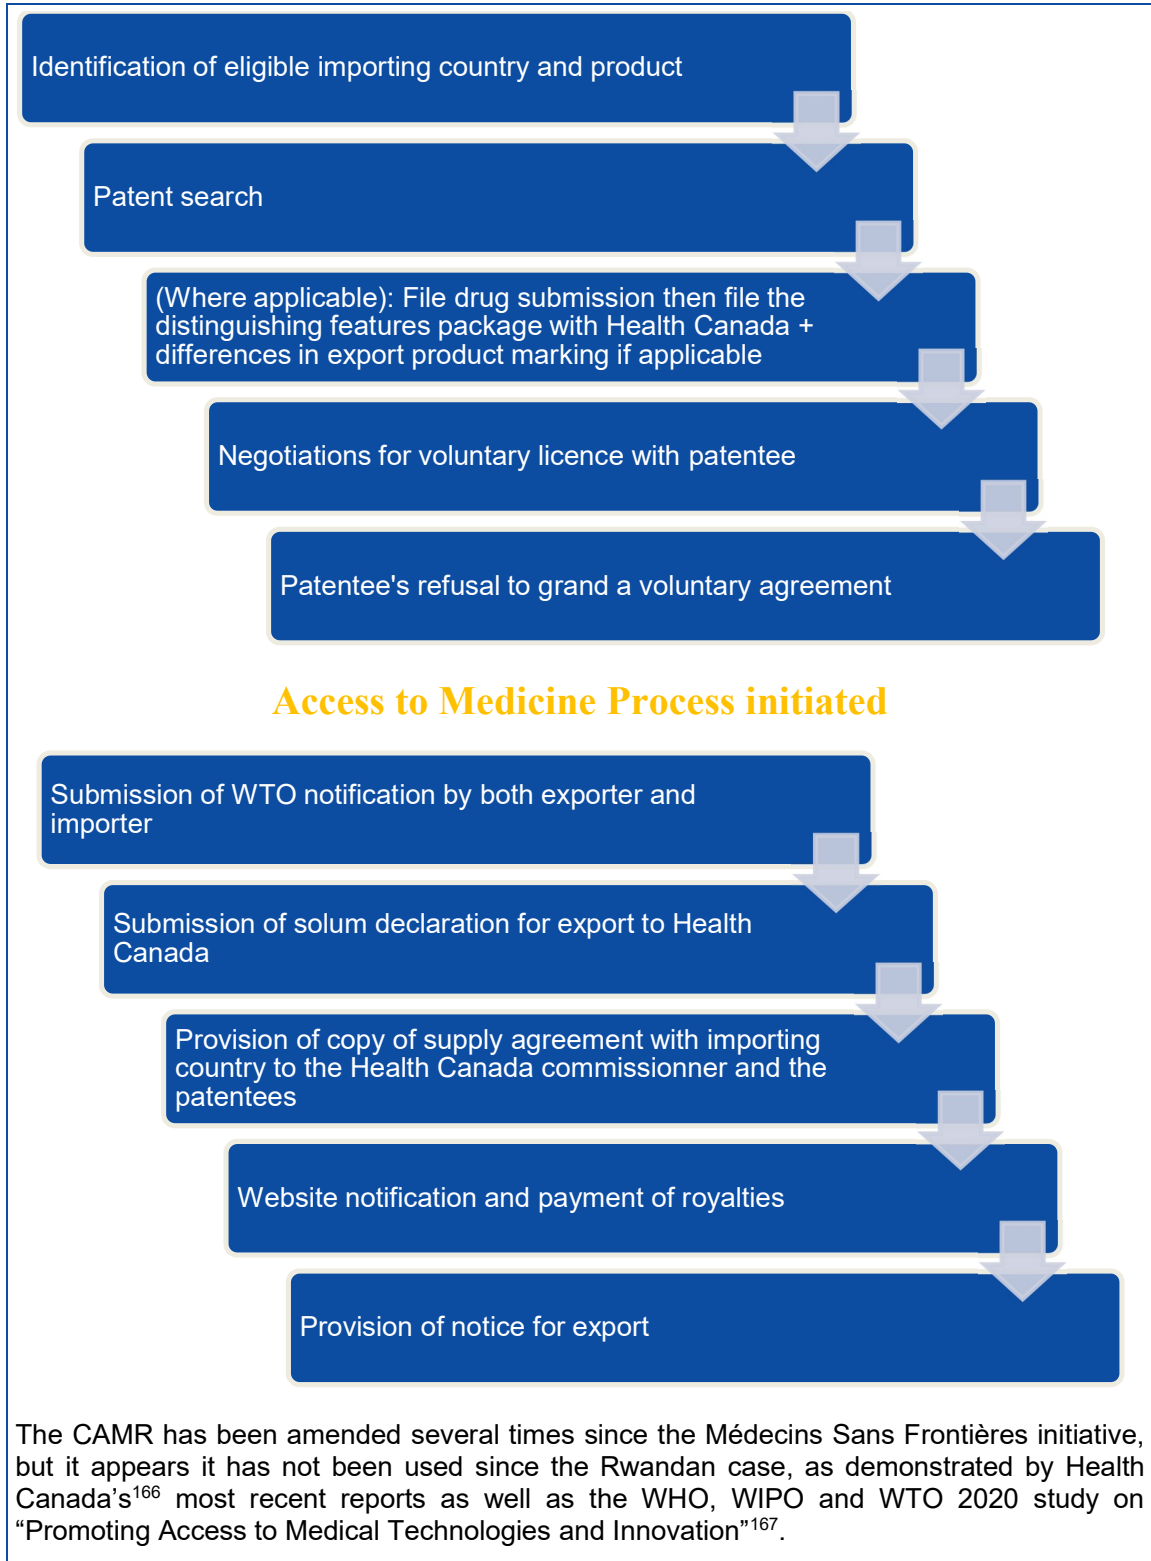 Identification of eligible importing country and product
Patent search
(Where applicable): File drug submission then file the
distinguishing features package with Health Canada +
differences in export product marking if applicable
Negotiations for voluntary licence with patentee
Patentee's refusal to grand a voluntary agreement
Access to Medicine Process initiated
Submission of WTO notification by both exporter and
importer
Submission of solum declaration for export to Health
Canada
Provision of copy of supply agreement with importing
country to the Health Canada commissionner and the
patentees
Website notification and payment of royalties
Provision of notice for export
The CAMR has been amended several times since the Médecins Sans Frontières initiative,
but it appears it has not been used since the Rwandan case, as demonstrated by Health
Canada’s166 most recent reports as well as the WHO, WIPO and WTO 2020 study on
“Promoting Access to Medical Technologies and Innovation”167.